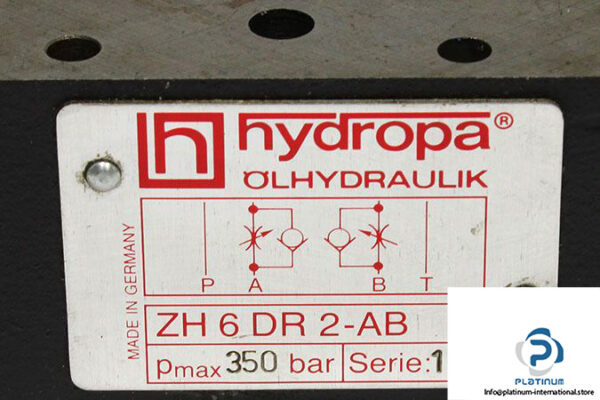 hydropa®
ÖLHYDRAULIK
MADE IN GERMANY
P A B T
ZH 6 DR 2-AB
pmax 350 bar Serie: 1
PLATINUM
Info@platinum-international.store